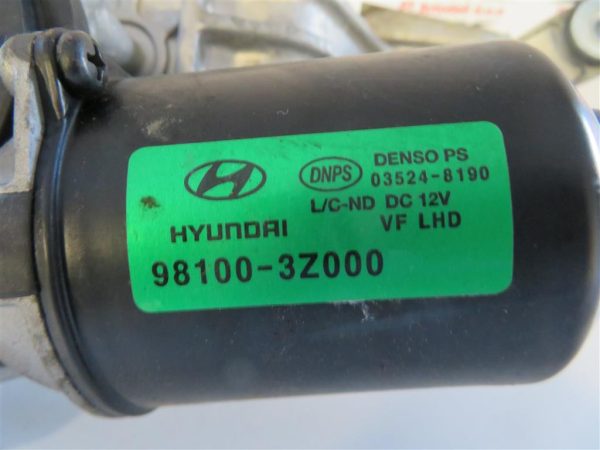 DNPS
DENSO PS
03524-8190
L/C-ND DC 12V
HYUNDAI
VF LHD
98100-3Z000